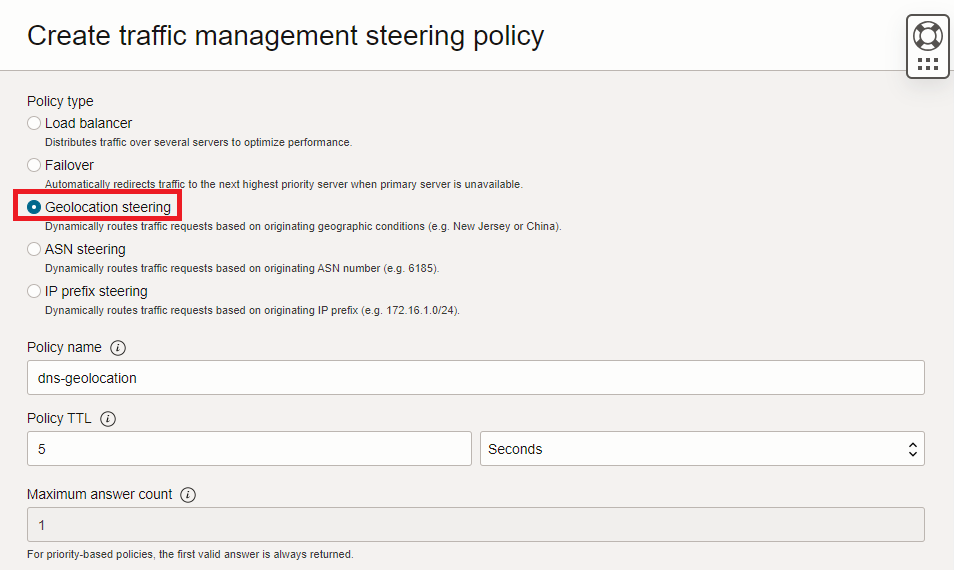 Create traffic management steering policy
Policy type
Load balancer
Distributes traffic over several servers to optimize performance.
Failover
Automatically redirects traffic to the next highest priority server when primary server is unavailable.
Geolocation steering
Dynamically routes traffic requests based on originating geographic conditions (e.g. New Jersey or China).
ASN steering
Dynamically routes traffic requests based on originating ASN number (e.g. 6185).
IP prefix steering
Dynamically routes traffic requests based on originating IP prefix (e.g. 172.16.1.0/24).
Policy name i
dns-geolocation
Policy TTL i
5 Seconds
Maximum answer count i
1
For priority-based policies, the first valid answer is always returned.